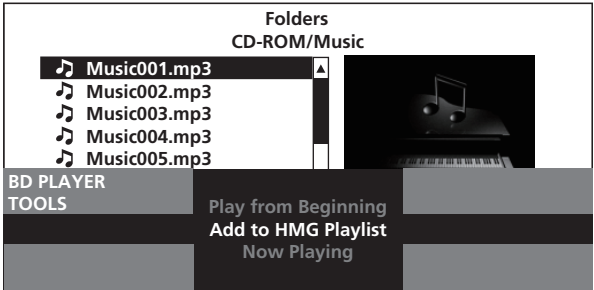 Folders
CD-ROM/Music
Music001.mp3
Music002.mp3
Music003.mp3
Music004.mp3
Music005.mp3
BD PLAYER
TOOLS
Play from Beginning
Add to HMG Playlist
Now Playing